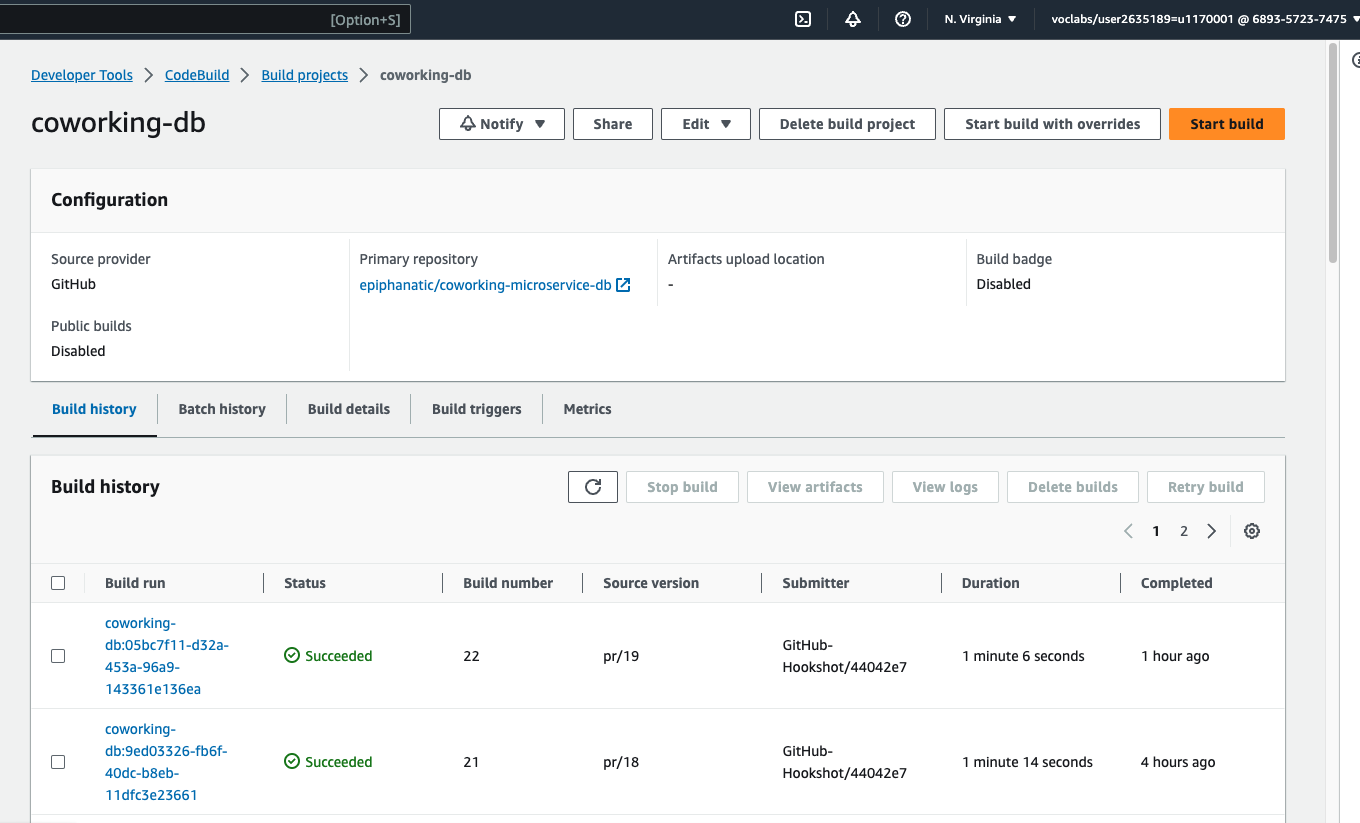 [Option+S]
N. Virginia
voclabs/user2635189=u1170001 @ 6893-5723-7475
Developer Tools
CodeBuild
Build projects
coworking-db
coworking-db
Notify
Share
Edit
Delete build project
Start build with overrides
Start build
Configuration
Source provider
GitHub
Primary repository
epiphanatic/coworking-microservice-db
Artifacts upload location
-
Build badge
Disabled
Public builds
Disabled
Build history
Batch history
Build details
Build triggers
Metrics
Build history
Stop build
View artifacts
View logs
Delete builds
Retry build
1
2
Build run
Status
Build number
Source version
Submitter
Duration
Completed
coworking-
db:05bc7f11-d32a-
453a-96a9-
143361e136ea
Succeeded
22
pr/19
GitHub-
Hookshot/44042e7
1 minute 6 seconds
1 hour ago
coworking-
db:9ed03326-fb6f-
40dc-b8eb-
11dfc3e23661
Succeeded
21
pr/18
GitHub-
Hookshot/44042e7
1 minute 14 seconds
4 hours ago